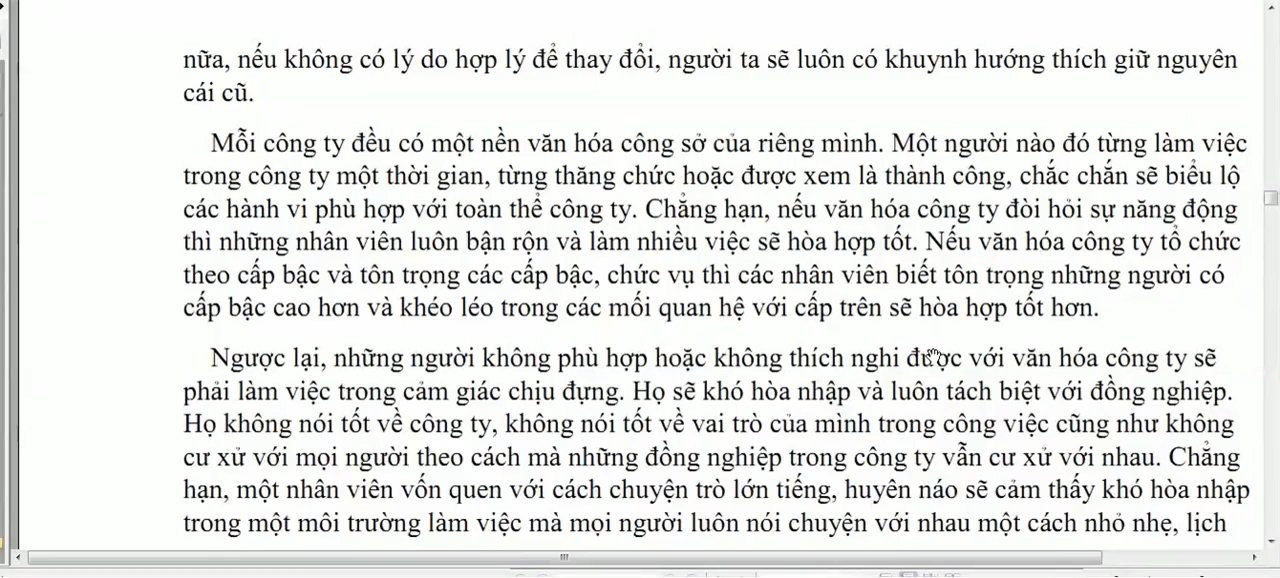 nữa, nếu không có lý do hợp lý để thay đổi, người ta sẽ luôn có khuynh hướng thích giữ nguyên
cái cũ.
Mỗi công ty đều có một nền văn hóa công sở của riêng mình. Một người nào đó từng làm việc
trong công ty một thời gian, từng thăng chức hoặc được xem là thành công, chắc chắn sẽ biểu lộ
các hành vi phù hợp với toàn thể công ty. Chẳng hạn, nếu văn hóa công ty đòi hỏi sự năng động
thì những nhân viên luôn bận rộn và làm nhiều việc sẽ hòa hợp tốt. Nếu văn hóa công ty tổ chức
theo cấp bậc và tôn trọng các cấp bậc, chức vụ thì các nhân viên biết tôn trọng những người có
cấp bậc cao hơn và khéo léo trong các mối quan hệ với cấp trên sẽ hòa hợp tốt hơn.
Ngược lại, những người không phù hợp hoặc không thích nghi được với văn hóa công ty sẽ
phải làm việc trong cảm giác chịu đựng. Họ sẽ khó hòa nhập và luôn tách biệt với đồng nghiệp.
Họ không nói tốt về công ty, không nói tốt về vai trò của mình trong công việc cũng như không
cư xử với mọi người theo cách mà những đồng nghiệp trong công ty vẫn cư xử với nhau. Chẳng
hạn, một nhân viên vốn quen với cách chuyện trò lớn tiếng, huyên náo sẽ cảm thấy khó hòa nhập
trong một môi trường làm việc mà mọi người luôn nói chuyện với nhau một cách nhỏ nhẹ, lịch